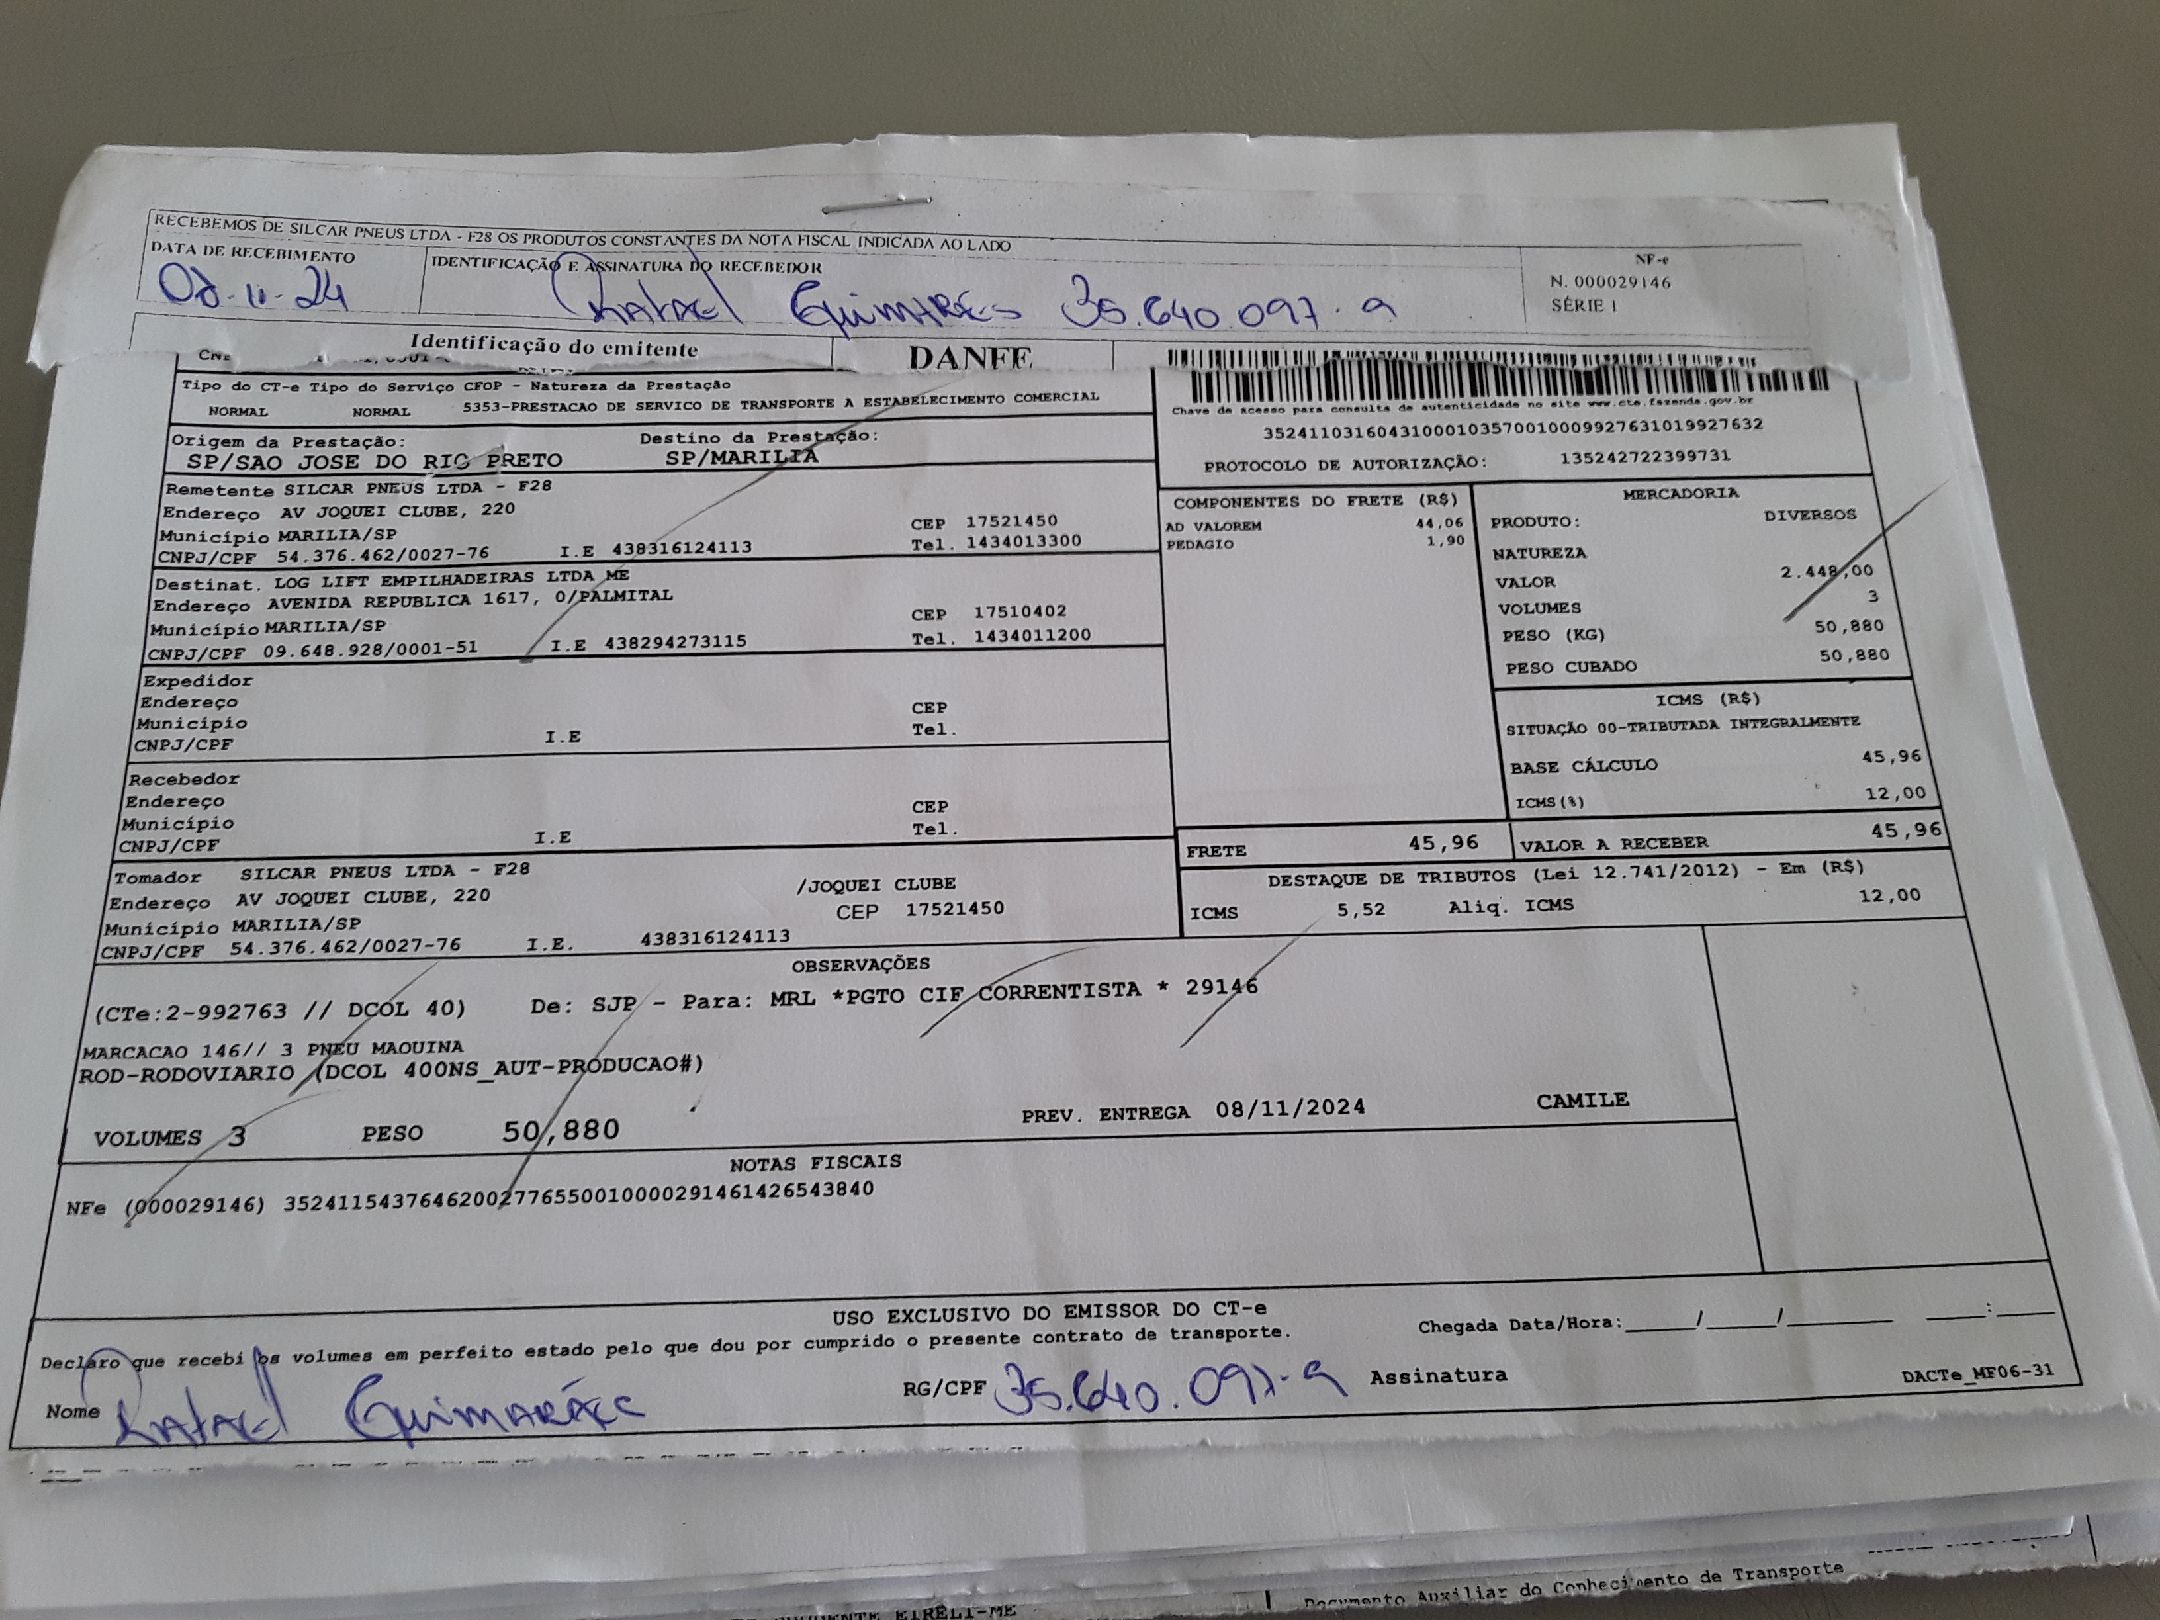 RECEBEMOS DE SILCAR PNEUS LTDA - F28 OS PRODUTOS CONSTANTES DA NOTA FISCAL INDICADA AO LADO
DATA DE RECEBIMENTO IDENTIFICAÇÃO E ASSINATURA DO RECEBEDOR
NF-e
N. 000029146
SÉRIE 1
Rafael Guimarães 35.640.097-9
Identificação do emitente DANFE
Tipo do CT-e Tipo do Serviço CFOP - Natureza da Prestação
NORMAL NORMAL 5353-PRESTACAO DE SERVICO DE TRANSPORTE A ESTABELECIMENTO COMERCIAL
Chave de acesso para consulta de autenticidade no site www.cte.fazenda.gov.br
35241103160431000103570010009927631019927632
PROTOCOLO DE AUTORIZAÇÃO: 135242722399731
Origem da Prestação: Destino da Prestação:
SP/SAO JOSE DO RIO PRETO SP/MARILIA
Remetente SILCAR PNEUS LTDA - F28
Endereço AV JOQUEI CLUBE, 220 CEP 17521450
Município MARILIA/SP Tel. 1434013300
CNPJ/CPF 54.376.462/0027-76 I.E 438316124113
Destinat. LOG LIFT EMPILHADEIRAS LTDA ME
Endereço AVENIDA REPUBLICA 1617, 0/PALMITAL CEP 17510402
Município MARILIA/SP Tel. 1434011200
CNPJ/CPF 09.648.928/0001-51 I.E 438294273115
Expedidor
Endereço CEP
Município Tel.
CNPJ/CPF I.E
Recebedor
Endereço CEP
Município Tel.
CNPJ/CPF I.E
Tomador SILCAR PNEUS LTDA - F28
Endereço AV JOQUEI CLUBE, 220 /JOQUEI CLUBE
CEP 17521450
Município MARILIA/SP
CNPJ/CPF 54.376.462/0027-76 I.E. 438316124113
COMPONENTES DO FRETE (R$)
AD VALOREM 44,06
PEDAGIO 1,90
MERCADORIA
PRODUTO: DIVERSOS
NATUREZA
VALOR 2.448,00
VOLUMES 3
PESO (KG) 50,880
PESO CUBADO 50,880
ICMS (R$)
SITUAÇÃO 00-TRIBUTADA INTEGRALMENTE
BASE CÁLCULO 45,96
ICMS(%) 12,00
FRETE 45,96 VALOR A RECEBER 45,96
DESTAQUE DE TRIBUTOS (Lei 12.741/2012) - Em (R$)
ICMS 5,52 Aliq. ICMS 12,00
OBSERVAÇÕES
(CTe:2-992763 // DCOL 40) De: SJP - Para: MRL *PGTO CIF CORRENTISTA * 29146
MARCACAO 146// 3 PNEU MAQUINA
ROD-RODOVIARIO (DCOL 400NS_AUT-PRODUCAO#)
VOLUMES 3 PESO 50,880 PREV. ENTREGA 08/11/2024 CAMILE
NOTAS FISCAIS
NFe (000029146) 35241154376462002776550010000291461426543840
USO EXCLUSIVO DO EMISSOR DO CT-e
Declaro que recebi os volumes em perfeito estado pelo que dou por cumprido o presente contrato de transporte. Chegada Data/Hora:_____/_____/________ ____:____
Nome Rafael Guimarães RG/CPF 35.640.097-9 Assinatura DACTe_MF06-31
Documento Auxiliar do Conhecimento de Transporte
EIRELI-ME